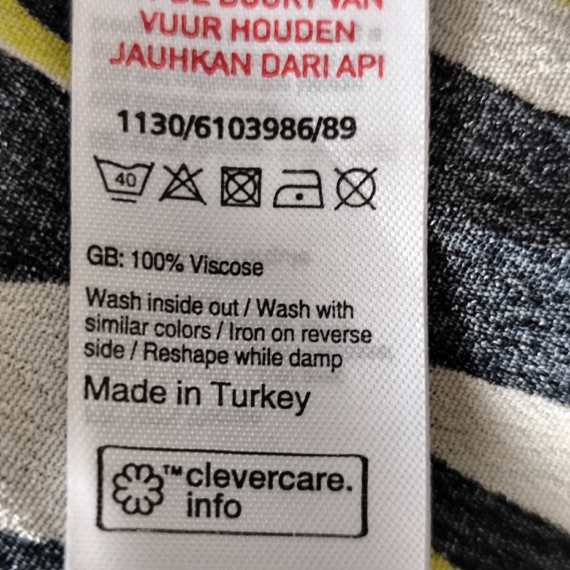 VUUR HOUDEN
JAUHKAN DARI API
1130/6103986/89
40
GB: 100% Viscose
Wash inside out / Wash with
similar colors / Iron on reverse
side / Reshape while damp
Made in Turkey
™ clevercare.
info